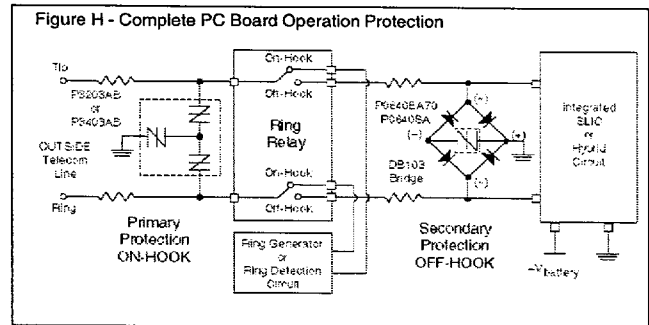 Figure H - Complete PC Board Operation Protection
Tip
P3203AB
or
P3403AB
OUTSIDE
Telecom
Line
Ring
Primary
Protection
ON-HOOK
On-Hook
Off-Hook
Ring
Relay
On-Hook
Off-Hook
Ring Generator
or
Ring Detection
Circuit
P0640EA70
P0640SA
(~)
(−)
(+)
(~)
DB103
Bridge
Secondary
Protection
OFF-HOOK
Integrated
SLIC
or
Hybrid
Circuit
-Vbattery